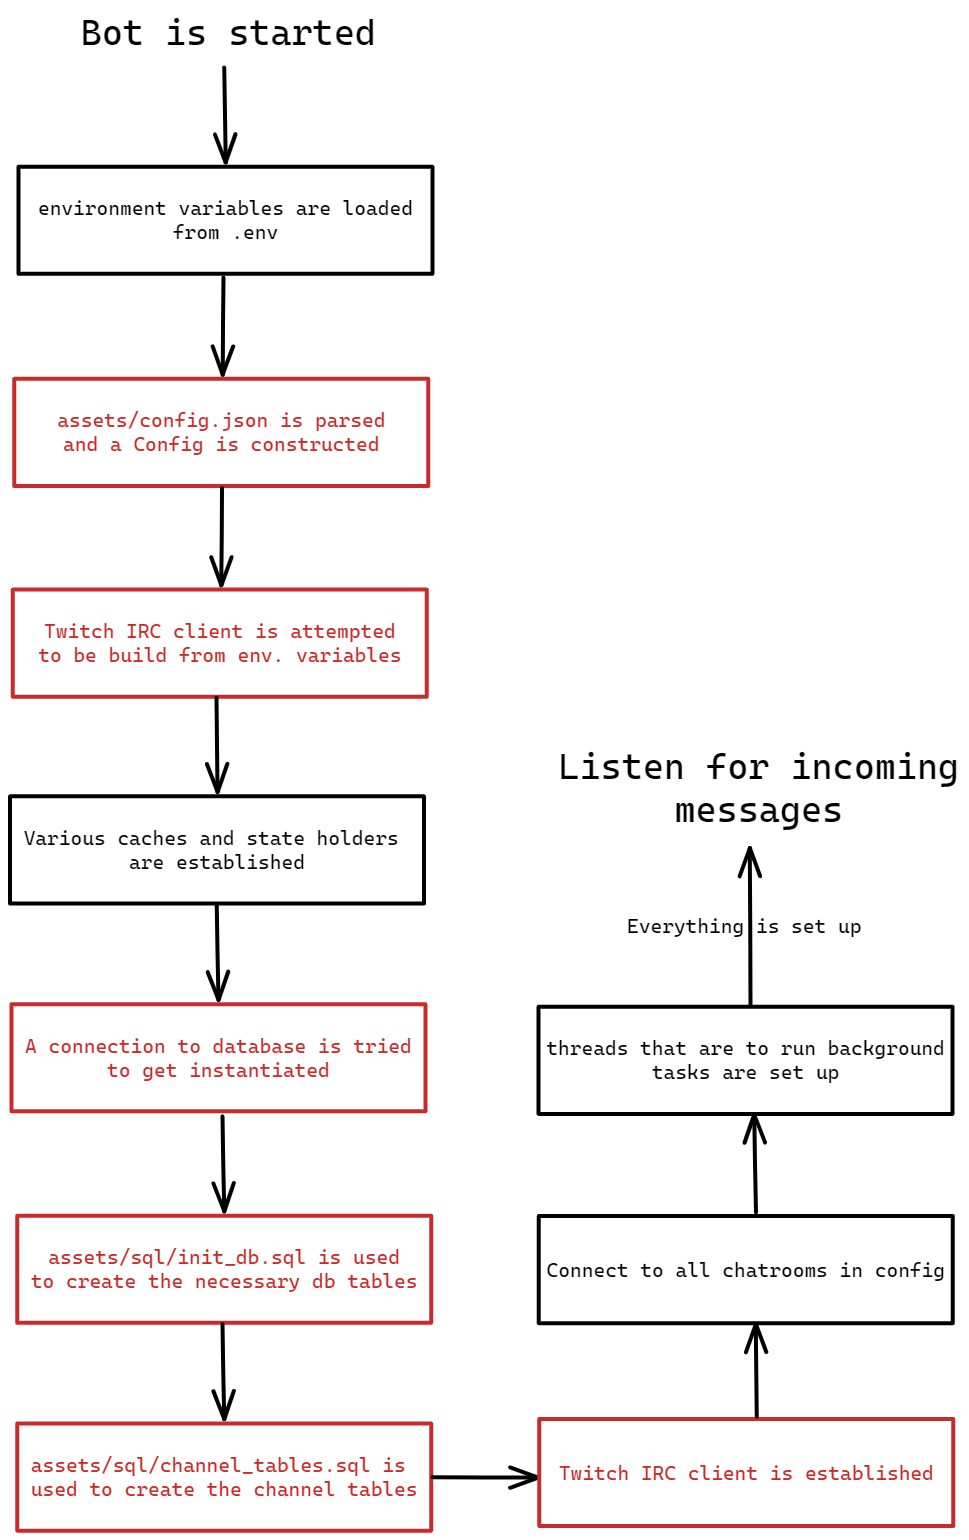 Bot is started
environment variables are loaded
from .env
assets/config.json is parsed
and a Config is constructed
Twitch IRC client is attempted
to be build from env. variables
Various caches and state holders
are established
A connection to database is tried
to get instantiated
assets/sql/init_db.sql is used
to create the necessary db tables
assets/sql/channel_tables.sql is
used to create the channel tables
Twitch IRC client is established
Connect to all chatrooms in config
threads that are to run background
tasks are set up
Everything is set up
Listen for incoming
messages